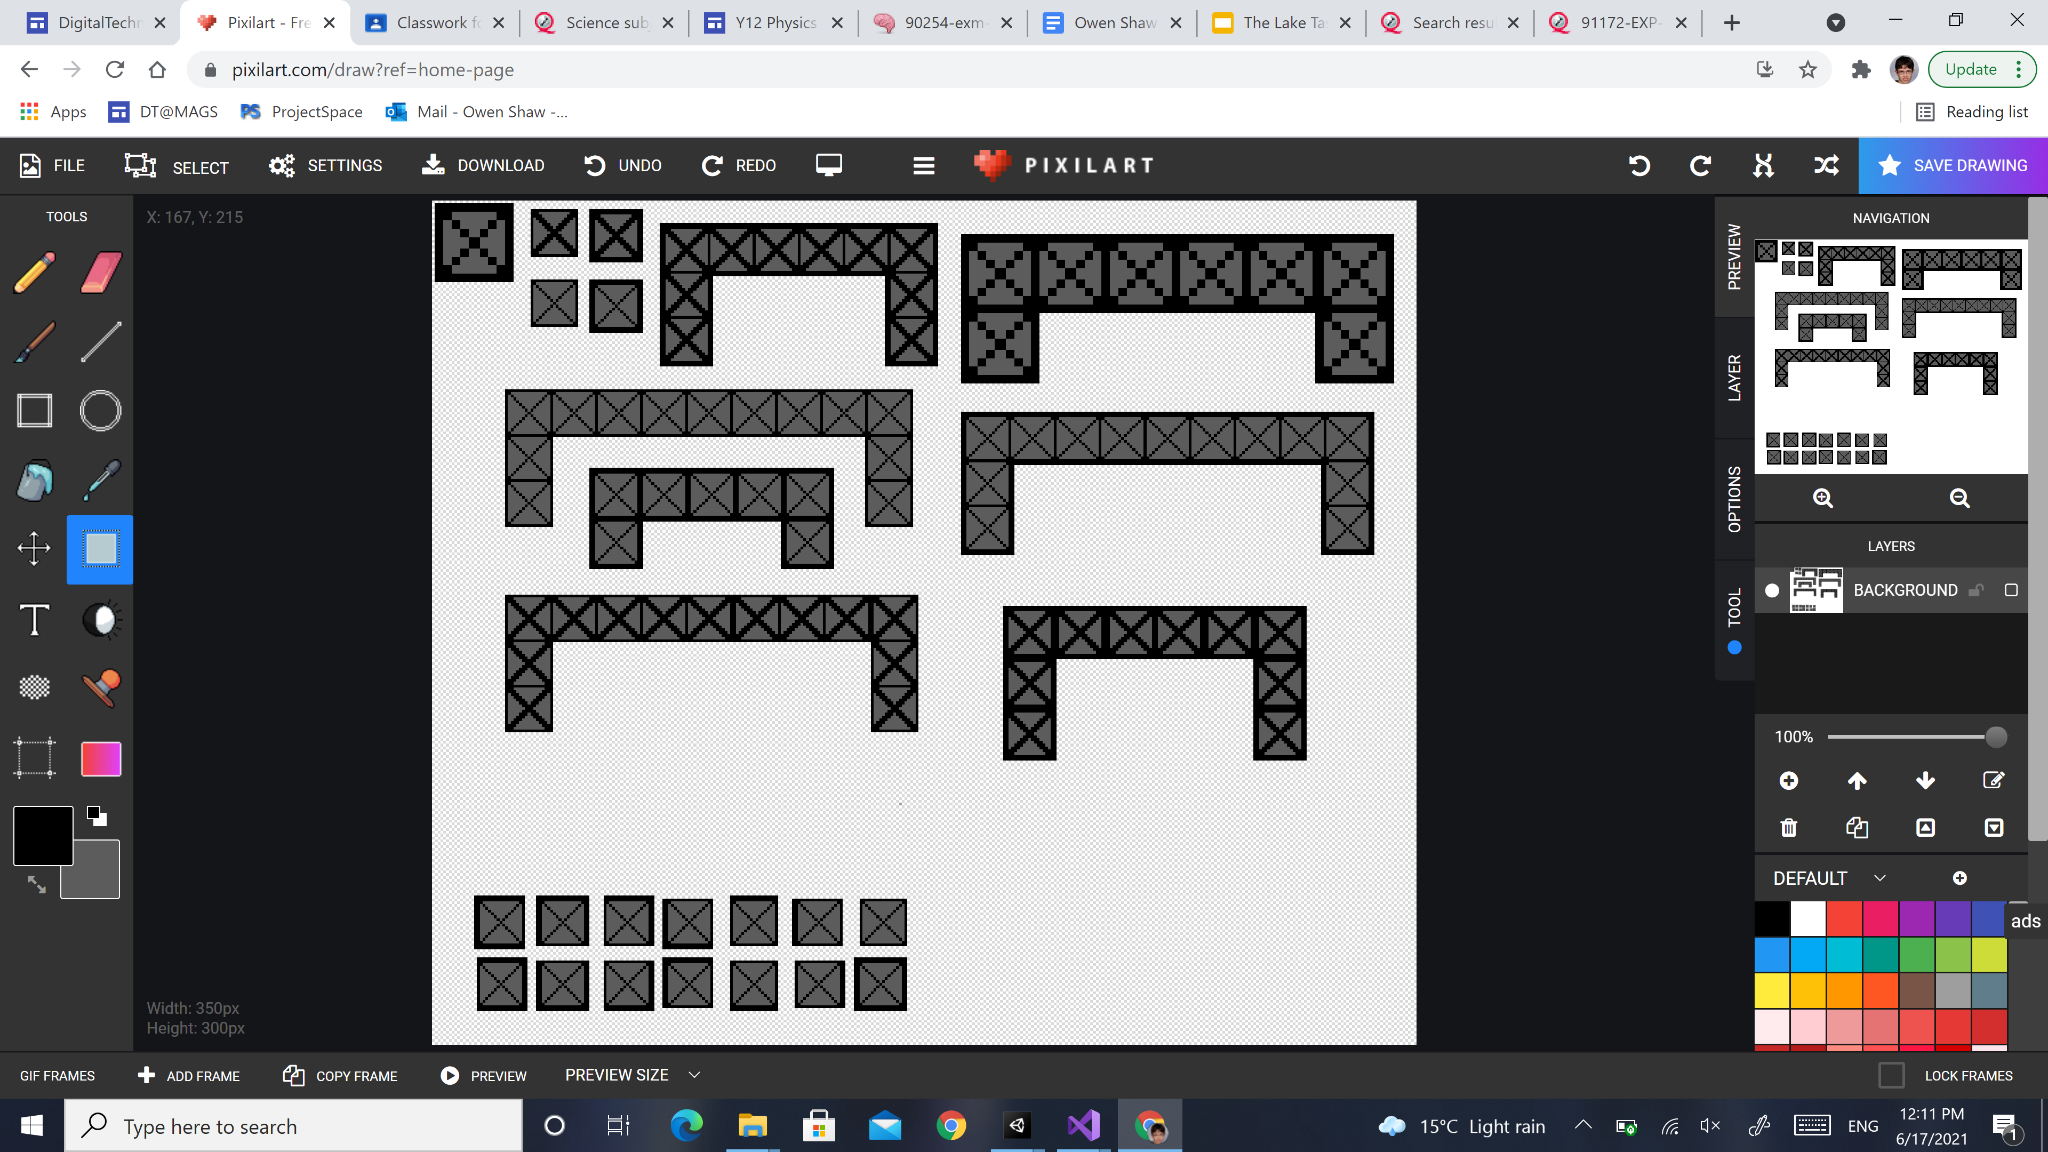 DigitalTechn
Pixilart - Fre
Classwork fo
Science sub
Y12 Physics
90254-exm-
Owen Shaw
The Lake Ta
Search resu
91172-EXP-
pixilart.com/draw?ref=home-page
Update
Apps
DT@MAGS
PS ProjectSpace
Mail - Owen Shaw -...
Reading list
FILE
SELECT
SETTINGS
DOWNLOAD
UNDO
REDO
PIXILART
SAVE DRAWING
TOOLS
X: 167, Y: 215
T
Width: 350px
Height: 300px
PREVIEW
LAYER
OPTIONS
TOOL
NAVIGATION
LAYERS
BACKGROUND
100%
DEFAULT
ads
GIF FRAMES
ADD FRAME
COPY FRAME
PREVIEW
PREVIEW SIZE
LOCK FRAMES
Type here to search
15°C Light rain
ENG
12:11 PM
6/17/2021
1